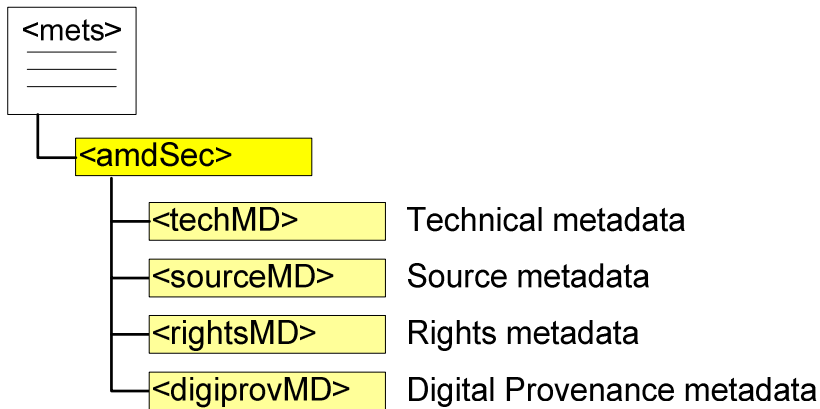 <mets>
<amdSec>
<techMD> Technical metadata
<sourceMD> Source metadata
<rightsMD> Rights metadata
<digiprovMD> Digital Provenance metadata